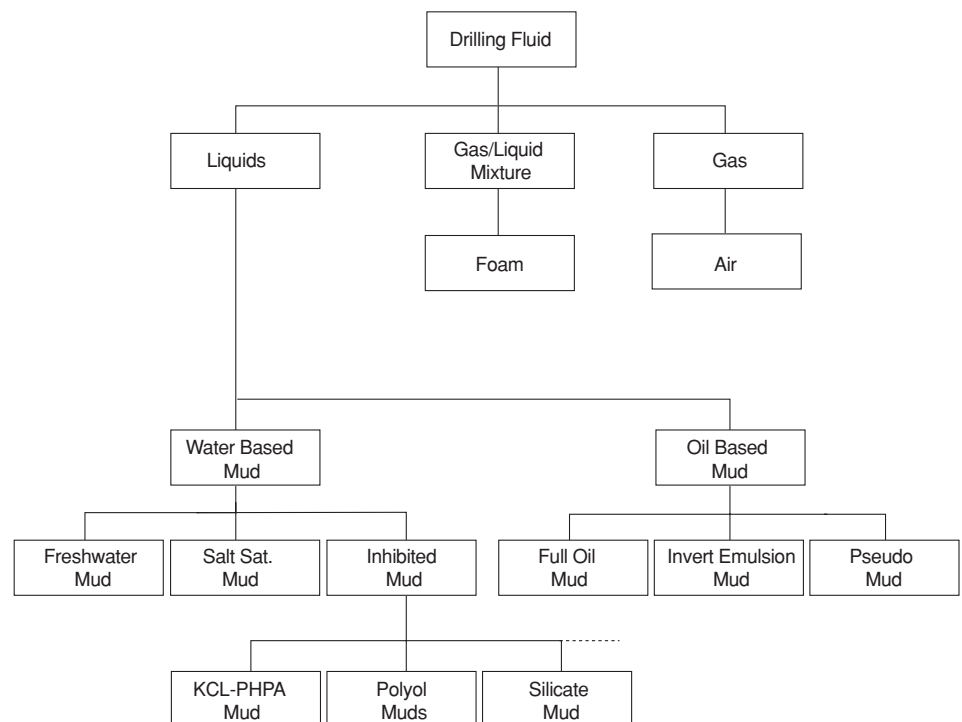 Drilling Fluid
Liquids
Gas/Liquid
Mixture
Gas
Foam
Air
Water Based
Mud
Oil Based
Mud
Freshwater
Mud
Salt Sat.
Mud
Inhibited
Mud
Full Oil
Mud
Invert Emulsion
Mud
Pseudo
Mud
KCL-PHPA
Mud
Polyol
Muds
Silicate
Mud